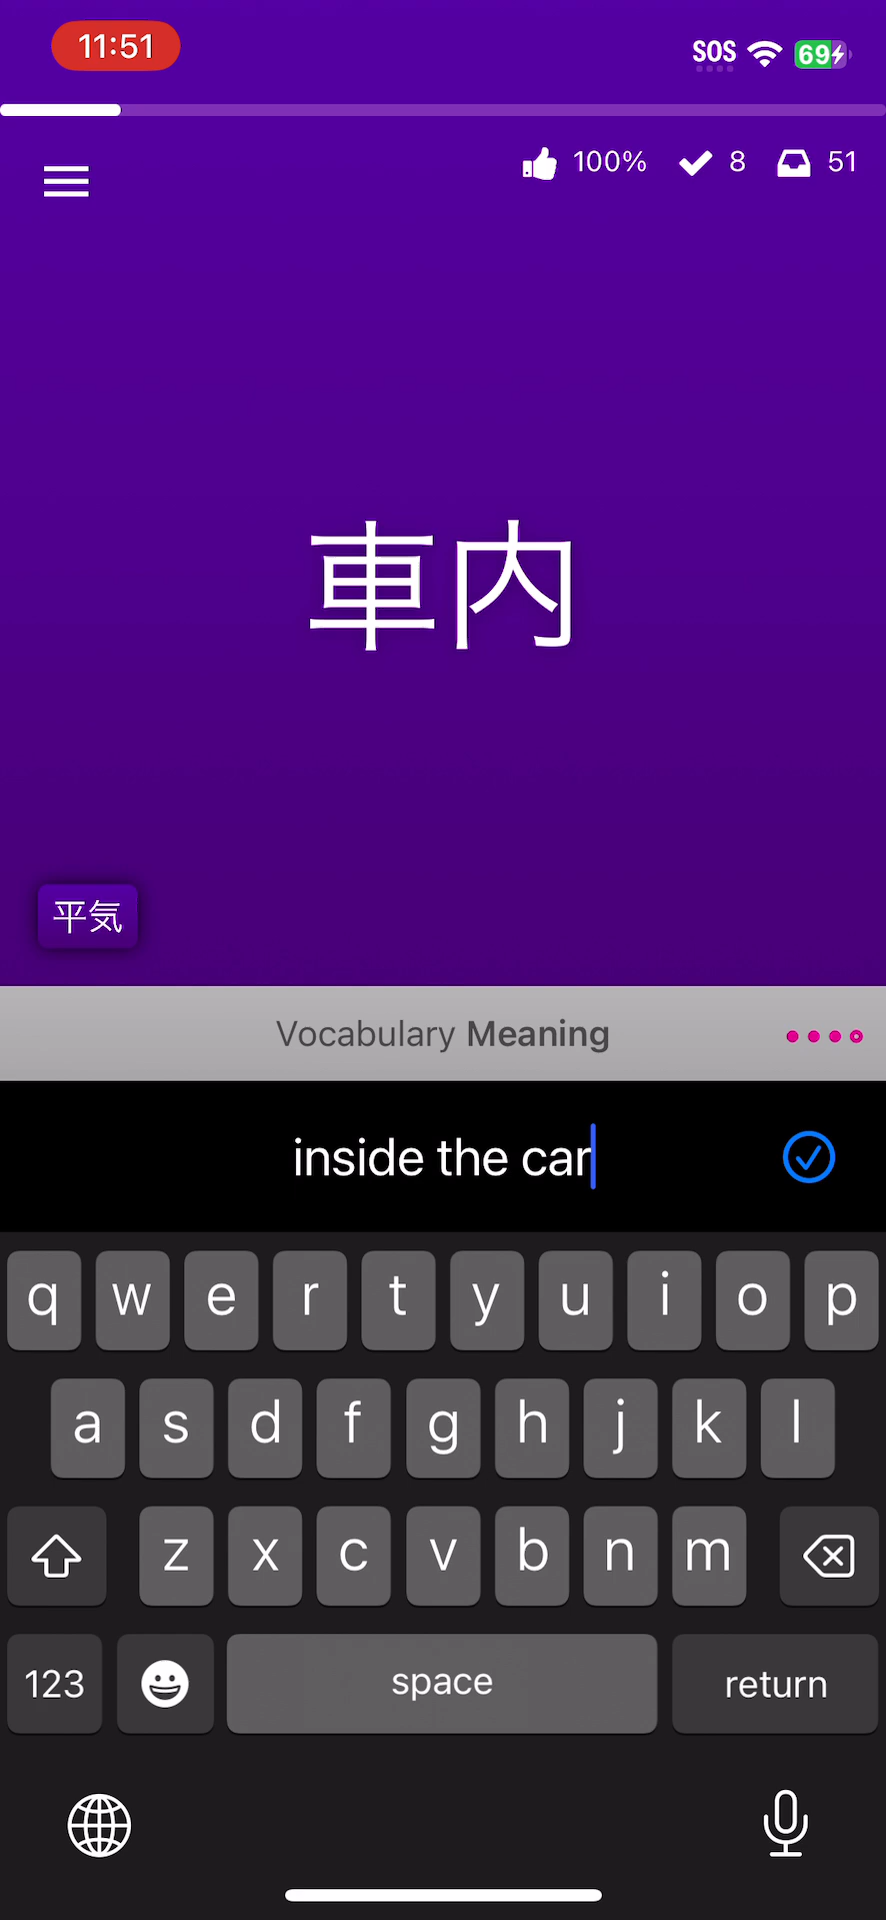 11:51
SOS
69
100%
8
51
車内
平気
Vocabulary Meaning
inside the car
q w e r t y u i o p
a s d f g h j k l
z x c v b n m
123
space
return